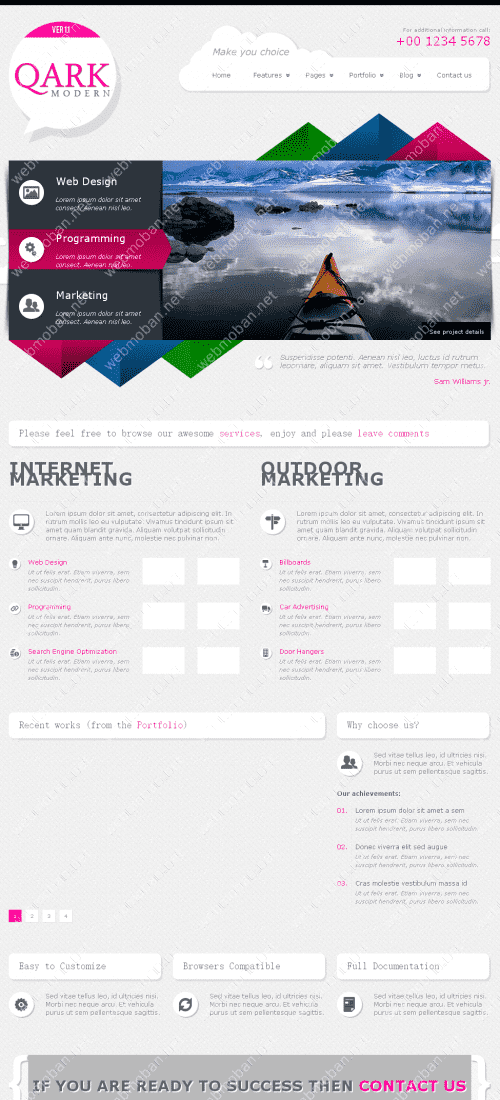 VER 1.1
QARK
MODERN
For additional information call:
+00 1234 5678
Make you choice
Home Features Pages Portfolio Blog Contact us
Web Design
Lorem ipsum dolor sit amet
consect. Aenean nisl leo.
Programming
Lorem ipsum dolor sit amet
consect. Aenean nisl leo.
Marketing
Lorem ipsum dolor sit amet
consect. Aenean nisl leo.
See project details
Suspendisse potenti. Aenean nisl leo, luctus id rutrum
leoornare, aliquam sit amet. Vestibulum tempor metus.
Sam Williams jr.
Please feel free to browse our awesome services, enjoy and please leave comments
INTERNET
MARKETING
Lorem ipsum dolor sit amet, consectetur adipiscing elit. In
rutrum mollis leo eu vulputate. Vivamus tincidunt ipsum sit
amet quam blandit gravida. Aliquam volutpat sollicitudin
ornare. Aliquam ante nunc, molestie nec pulvinar non.
Web Design
Ut ut felis erat. Etiam viverra, sem
nec suscipit hendrerit, purus libero
sollicitudin.
Programming
Ut ut felis erat. Etiam viverra, sem
nec suscipit hendrerit, purus libero
sollicitudin.
Search Engine Optimization
Ut ut felis erat. Etiam viverra, sem
nec suscipit hendrerit, purus libero
sollicitudin.
OUTDOOR
MARKETING
Lorem ipsum dolor sit amet, consectetur adipiscing elit. In
rutrum mollis leo eu vulputate. Vivamus tincidunt ipsum sit
amet quam blandit gravida. Aliquam volutpat sollicitudin
ornare. Aliquam ante nunc, molestie nec pulvinar non.
Billboards
Ut ut felis erat. Etiam viverra, sem
nec suscipit hendrerit, purus libero
sollicitudin.
Car Advertising
Ut ut felis erat. Etiam viverra, sem
nec suscipit hendrerit, purus libero
sollicitudin.
Door Hangers
Ut ut felis erat. Etiam viverra, sem
nec suscipit hendrerit, purus libero
sollicitudin.
Recent works (from the Portfolio)
1 2 3 4
Why choose us?
Sed vitae tellus leo, id ultricies nisi.
Morbi nec neque arcu. Et vehicula
purus ut sem pellentesque sagittis.
Our achievements:
01. Lorem ipsum dolor sit amet a sem
Ut ut felis erat. Etiam viverra, sem nec
suscipit hendrerit, purus libero sollicitudin.
02. Donec viverra elit sed augue
Ut ut felis erat. Etiam viverra, sem nec
suscipit hendrerit, purus libero sollicitudin.
03. Cras molestie vestibulum massa id
Ut ut felis erat. Etiam viverra, sem nec
suscipit hendrerit, purus libero sollicitudin.
Easy to Customize
Sed vitae tellus leo, id ultricies nisi.
Morbi nec neque arcu. Et vehicula
purus ut sem pellentesque sagittis.
Browsers Compatible
Sed vitae tellus leo, id ultricies nisi.
Morbi nec neque arcu. Et vehicula
purus ut sem pellentesque sagittis.
Full Documentation
Sed vitae tellus leo, id ultricies nisi.
Morbi nec neque arcu. Et vehicula
purus ut sem pellentesque sagittis.
IF YOU ARE READY TO SUCCESS THEN CONTACT US
webmoban.net